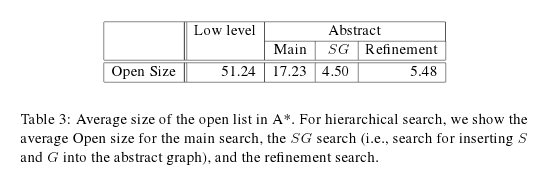 Low level Abstract
Main SG Refinement
Open Size 51.24 17.23 4.50 5.48
Table 3: Average size of the open list in A*. For hierarchical search, we show the
average Open size for the main search, the SG search (i.e., search for inserting S
and G into the abstract graph), and the refinement search.